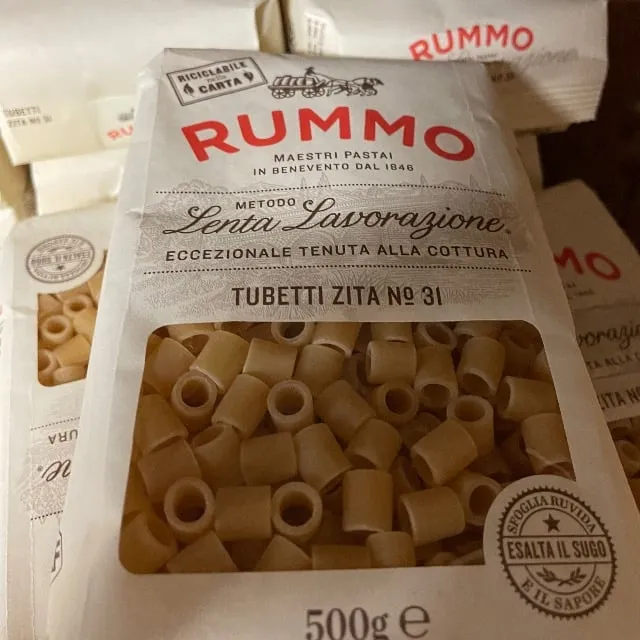 RUMMO
TUBETTI
ZITA Nº 31
RICICLABILE
nella
CARTA
RUMMO
MAESTRI PASTAI
IN BENEVENTO DAL 1846
METODO
Lenta Lavorazione.
ECCEZIONALE TENUTA ALLA COTTURA
TUBETTI ZITA Nº 31
SFOGLIA RUVIDA
ESALTA IL SUGO
E IL SAPORE
500g e